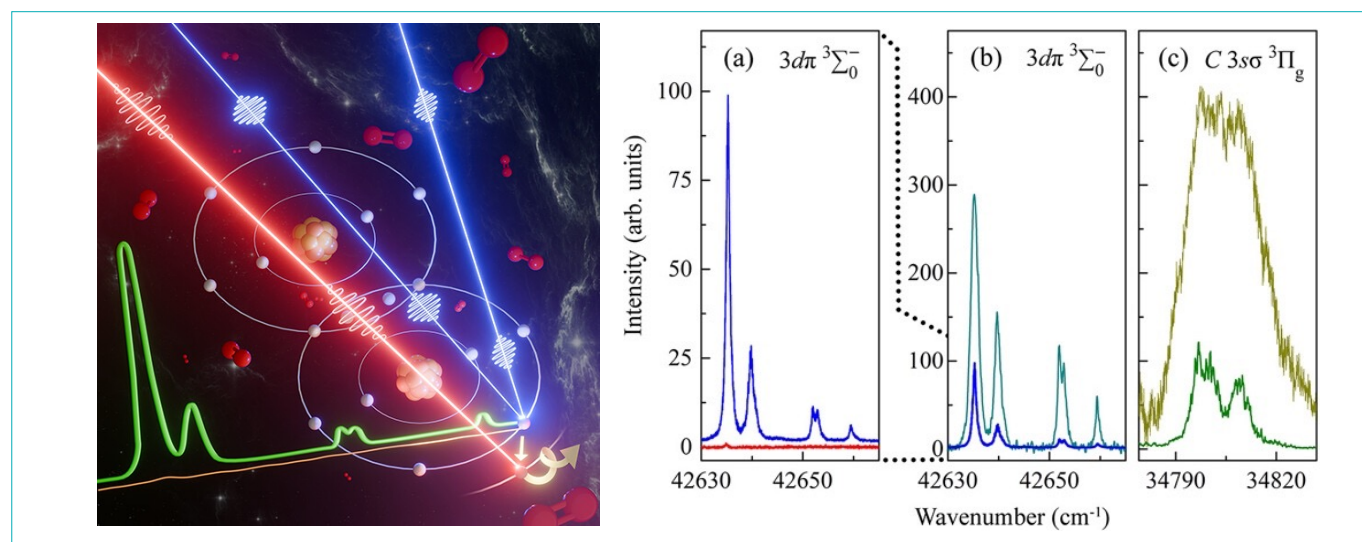 (a) 3dπ ³Σ₀⁻
(b) 3dπ ³Σ₀⁻
(c) C 3sσ ³Π_g
Intensity (arb. units)
100
75
50
25
0
400
300
200
100
0
42630 42650
42630 42650
34790 34820
Wavenumber (cm⁻¹)